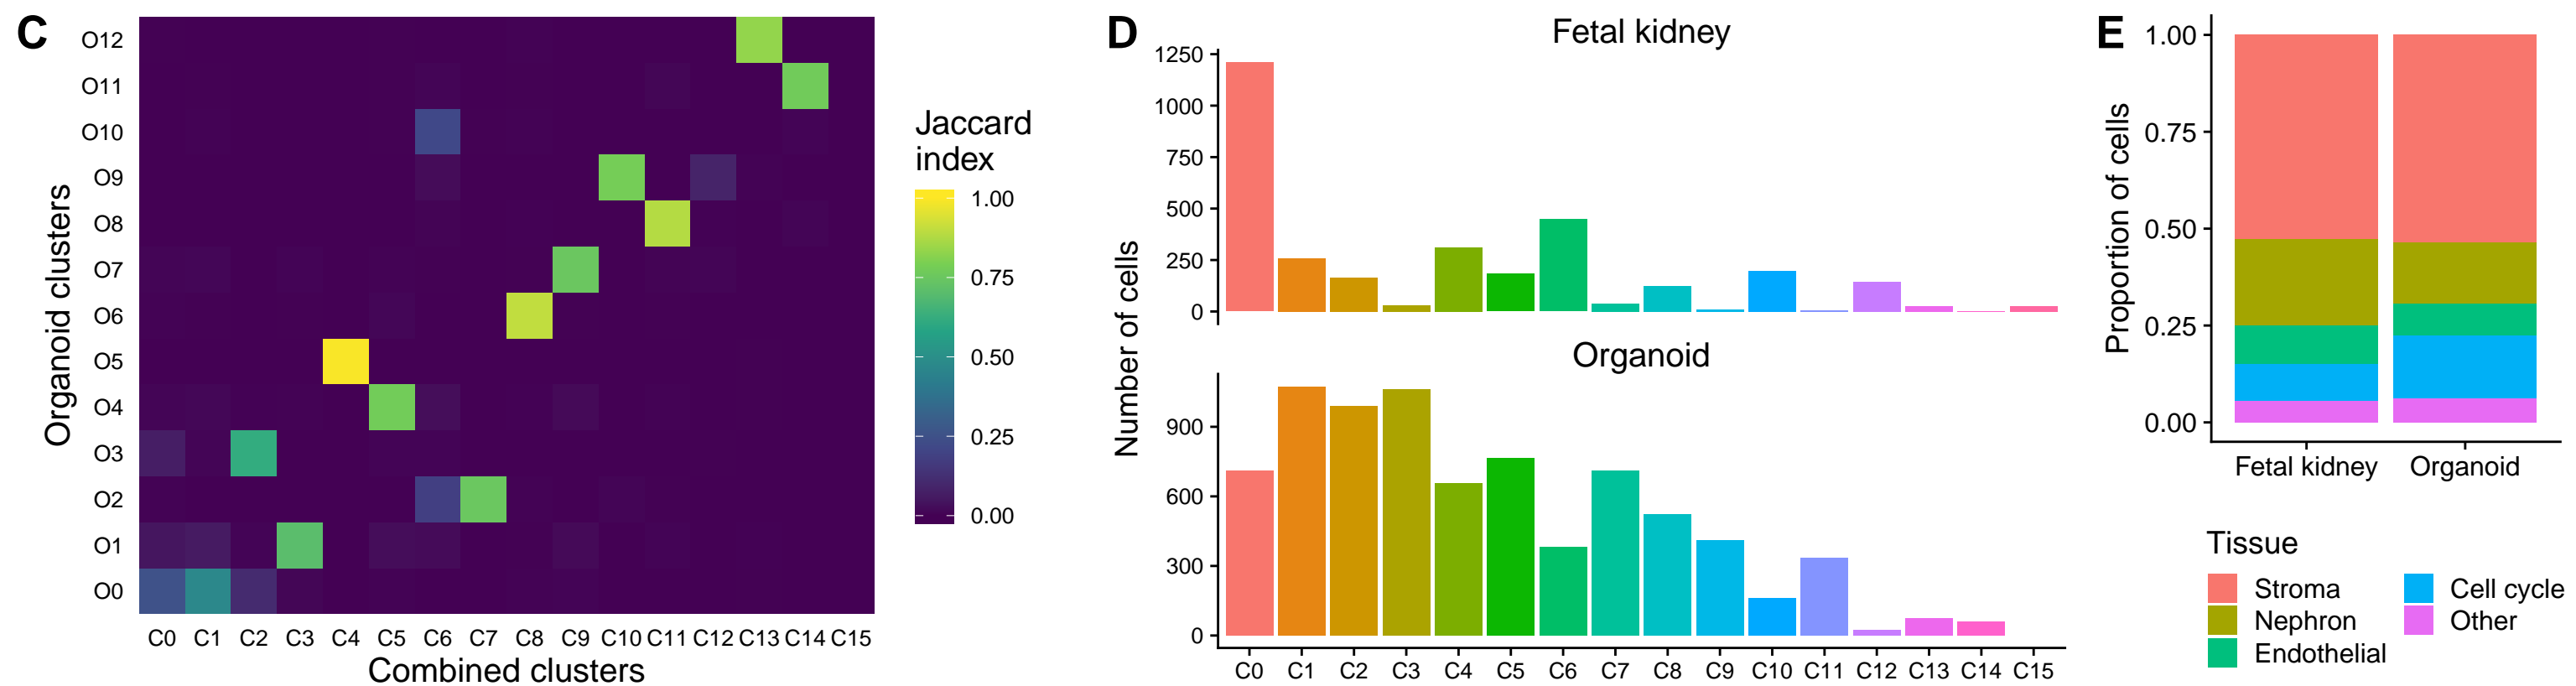 C
O12
O11
O10
O9
O8
O7
O6
O5
O4
O3
O2
O1
O0
Organoid clusters
C0 C1 C2 C3 C4 C5 C6 C7 C8 C9 C10 C11 C12 C13 C14 C15
Combined clusters
Jaccard
index
1.00
0.75
0.50
0.25
0.00
D
Fetal kidney
1250
1000
750
500
250
0
Number of cells
Organoid
900
600
300
0
C0 C1 C2 C3 C4 C5 C6 C7 C8 C9 C10 C11 C12 C13 C14 C15
E
1.00
0.75
0.50
0.25
0.00
Proportion of cells
Fetal kidney Organoid
Tissue
Stroma Cell cycle
Nephron Other
Endothelial